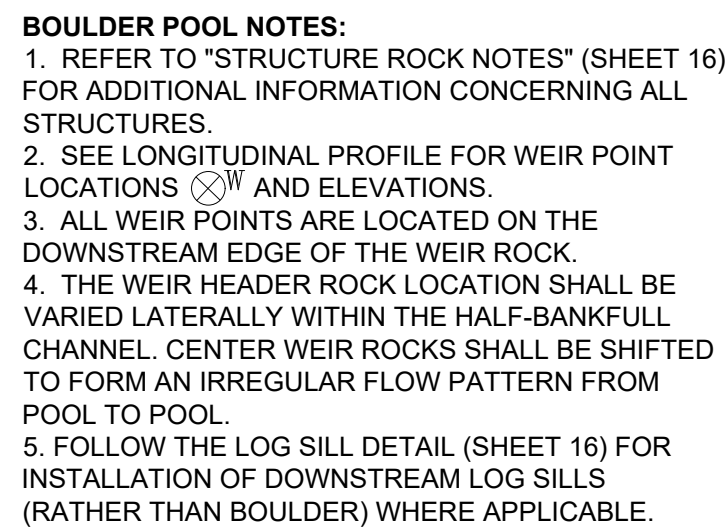 BOULDER POOL NOTES:
1. REFER TO "STRUCTURE ROCK NOTES" (SHEET 16)
FOR ADDITIONAL INFORMATION CONCERNING ALL
STRUCTURES.
2. SEE LONGITUDINAL PROFILE FOR WEIR POINT
LOCATIONS ⊗W AND ELEVATIONS.
3. ALL WEIR POINTS ARE LOCATED ON THE
DOWNSTREAM EDGE OF THE WEIR ROCK.
4. THE WEIR HEADER ROCK LOCATION SHALL BE
VARIED LATERALLY WITHIN THE HALF-BANKFULL
CHANNEL. CENTER WEIR ROCKS SHALL BE SHIFTED
TO FORM AN IRREGULAR FLOW PATTERN FROM
POOL TO POOL.
5. FOLLOW THE LOG SILL DETAIL (SHEET 16) FOR
INSTALLATION OF DOWNSTREAM LOG SILLS
(RATHER THAN BOULDER) WHERE APPLICABLE.